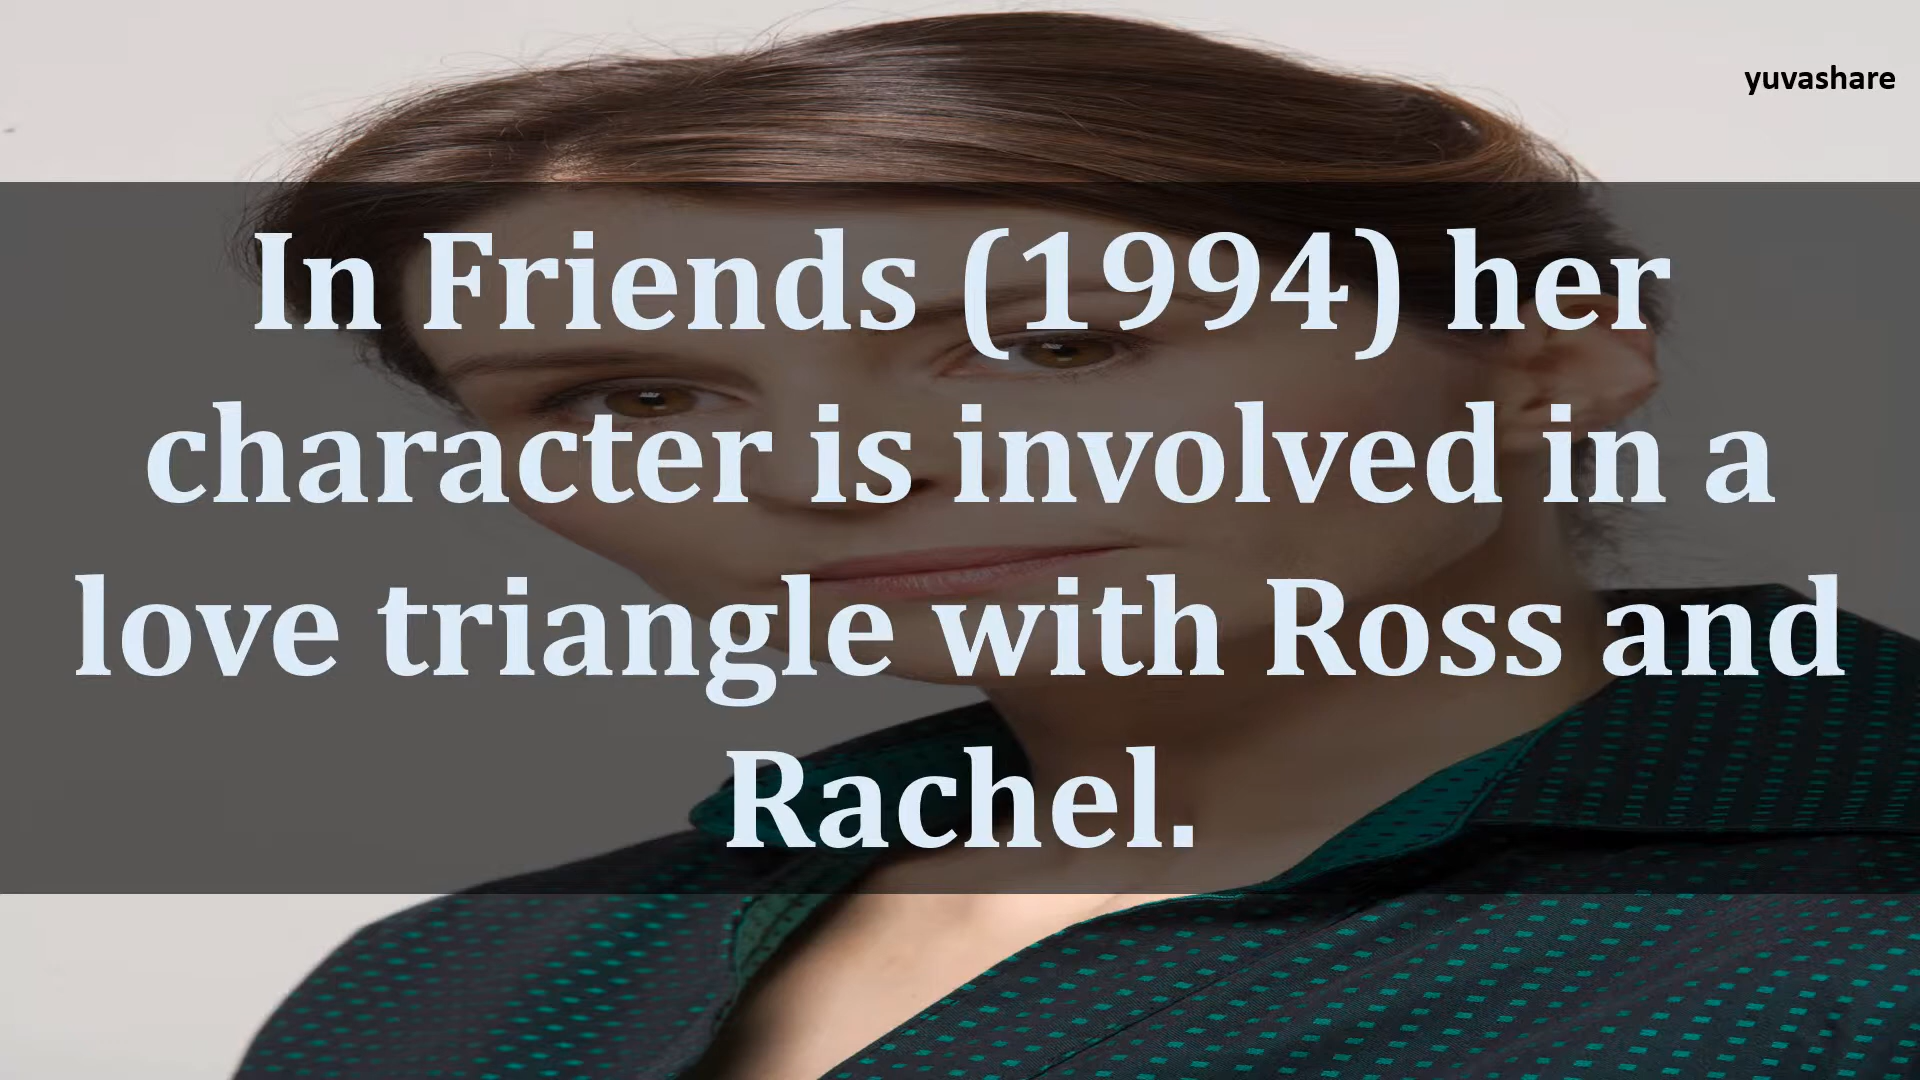 yuvashare
In Friends (1994) her
character is involved in a
love triangle with Ross and
Rachel.